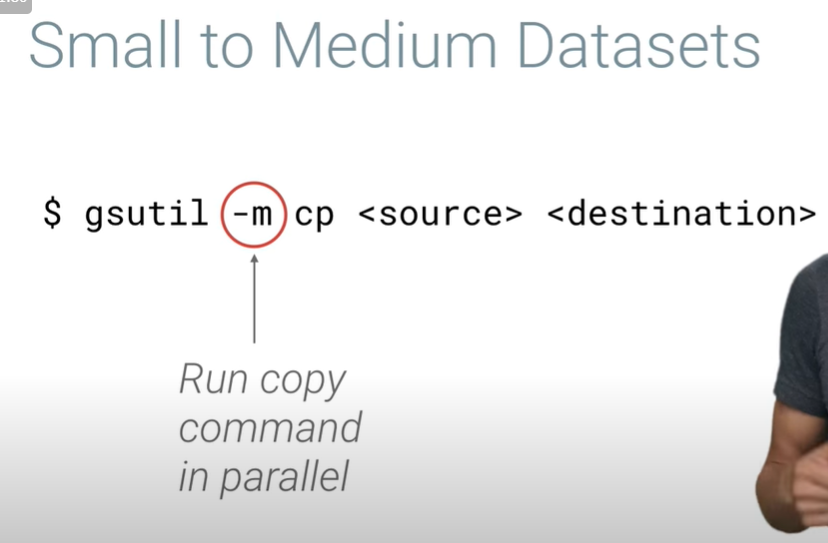 Small to Medium Datasets
$ gsutil -m cp <source> <destination>
Run copy
command
in parallel